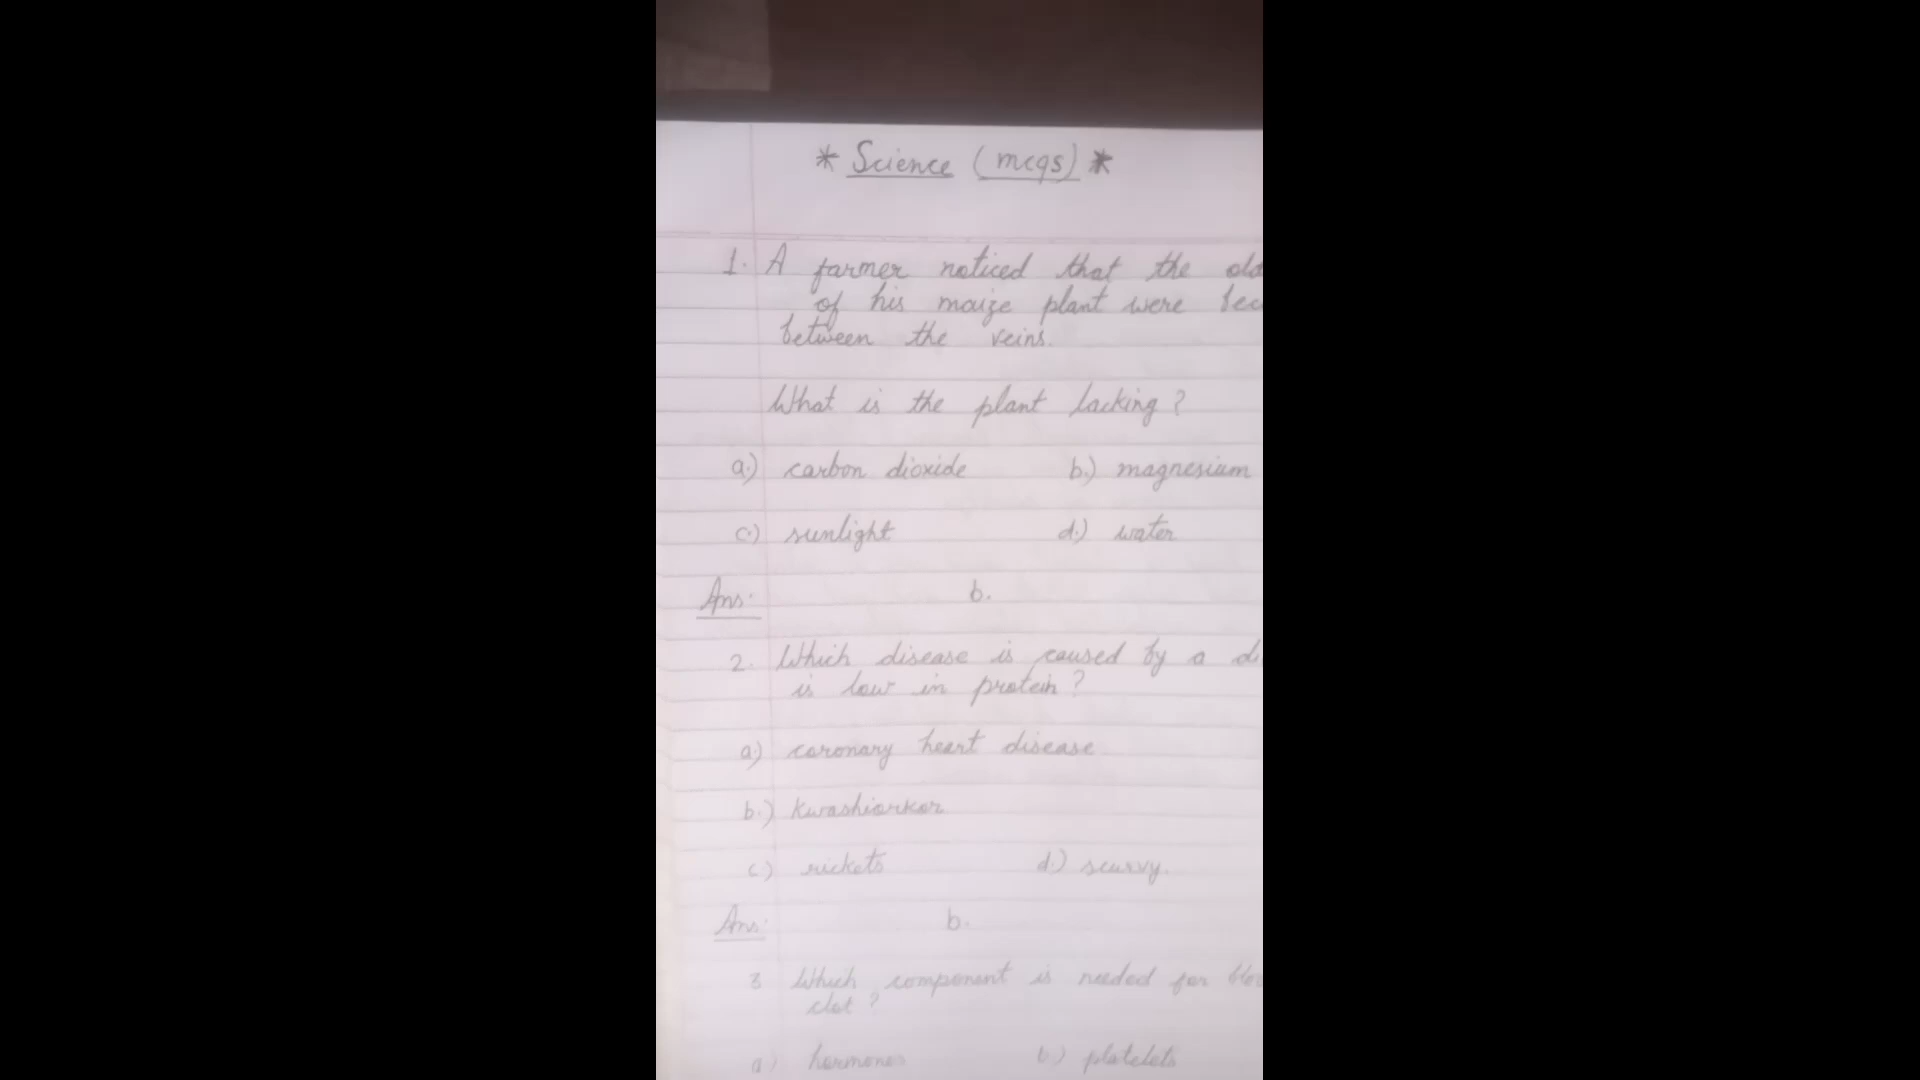 * Science (mcqs) *
1. A farmer noticed that the
of his maize plant were
between the veins.
What is the plant lacking?
a.) carbon dioxide b.) magnesium
c.) sunlight d.) water
Ans: b.
2. Which disease is caused by a
is low in protein?
a.) coronary heart disease
b.) Kwashiorkor
c.) rickets d.) scurvy.
Ans: b.
3 Which component is needed for
clot?
a) hormones b.) platelets